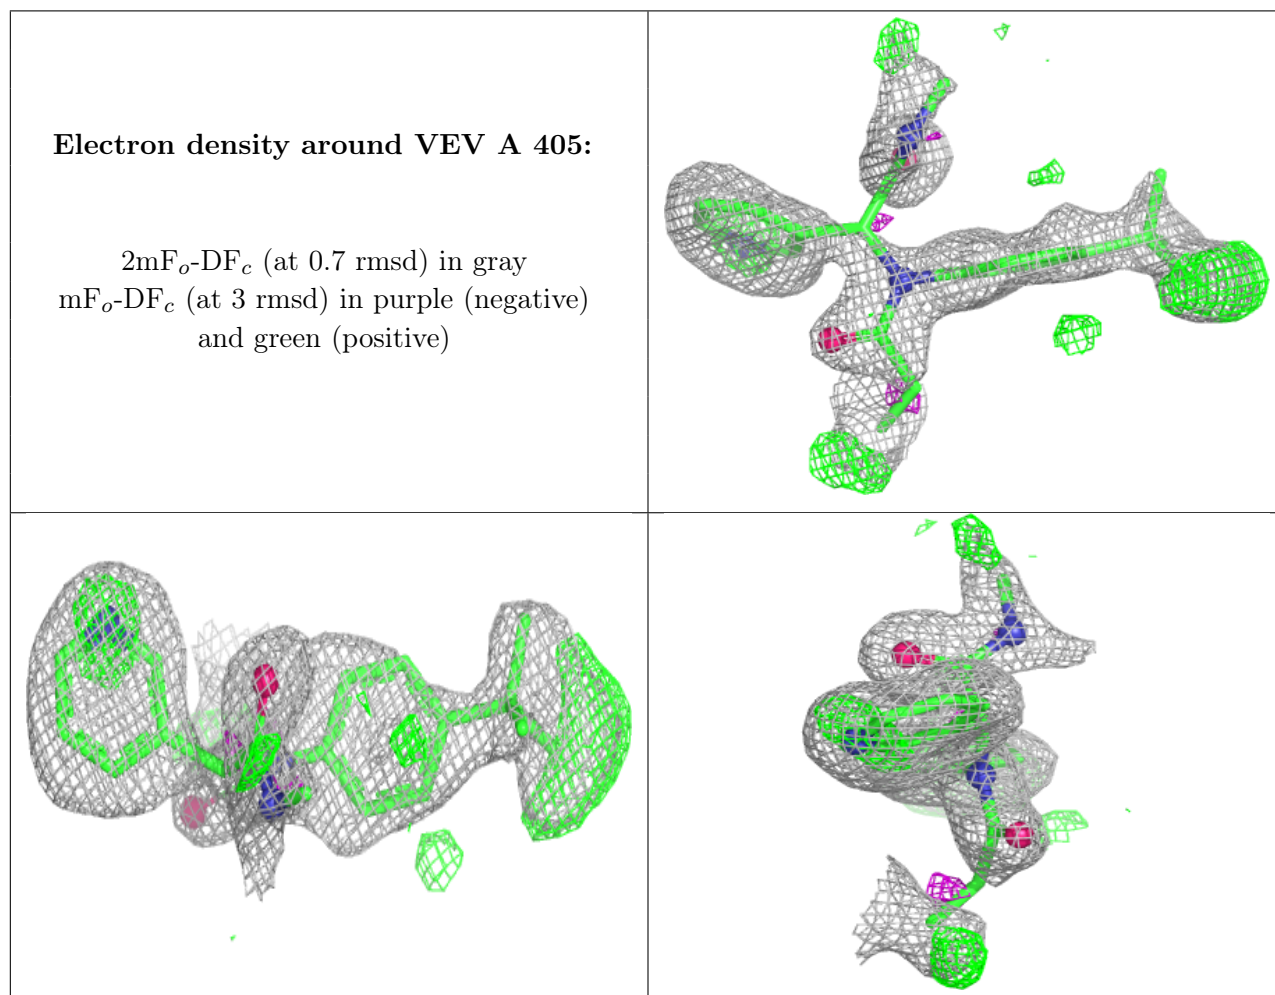 Electron density around VEV A 405:
2mFₒ-DF𝒸 (at 0.7 rmsd) in gray
mFₒ-DF𝒸 (at 3 rmsd) in purple (negative)
and green (positive)